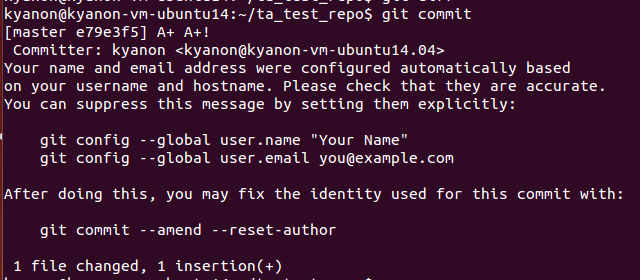 kyanon@kyanon-vm-ubuntu14:~/ta_test_repo$ git commit
[master e79e3f5] A+ A+!
 Committer: kyanon <kyanon@kyanon-vm-ubuntu14.04>
Your name and email address were configured automatically based
on your username and hostname. Please check that they are accurate.
You can suppress this message by setting them explicitly:

    git config --global user.name "Your Name"
    git config --global user.email you@example.com

After doing this, you may fix the identity used for this commit with:

    git commit --amend --reset-author

 1 file changed, 1 insertion(+)